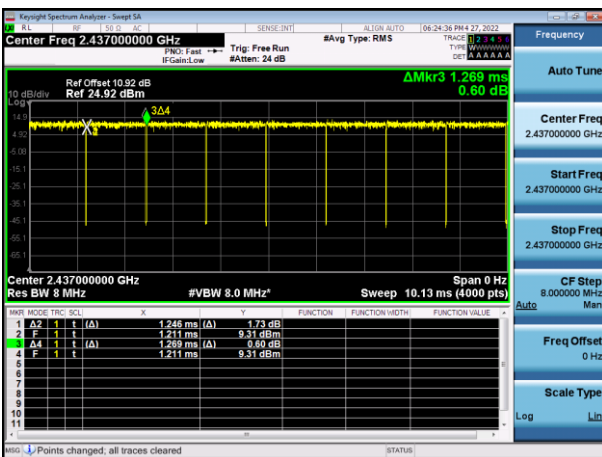 Keysight Spectrum Analyzer - Swept SA
RL RF 50 Ω AC SENSE:INT ALIGN AUTO 06:24:36 PM 4 27, 2022
Center Freq 2.437000000 GHz
PNO: Fast
IFGain:Low
Trig: Free Run
#Atten: 24 dB
#Avg Type: RMS
TRACE 1 2 3 4 5 6
TYPE WWWWWW
DET A A A A A A
Ref Offset 10.92 dB
10 dB/div Ref 24.92 dBm
Log
ΔMkr3 1.269 ms
0.60 dB
14.9
4.92
-5.08
-15.1
-25.1
-35.1
-45.1
-55.1
-65.1
3Δ4
Center 2.437000000 GHz Span 0 Hz
Res BW 8 MHz #VBW 8.0 MHz* Sweep 10.13 ms (4000 pts)
MKR MODE TRC SCL X Y FUNCTION FUNCTION WIDTH FUNCTION VALUE
1 Δ2 1 t (Δ) 1.246 ms (Δ) 1.73 dB
2 F 1 t 1.211 ms 9.31 dBm
3 Δ4 1 t (Δ) 1.269 ms (Δ) 0.60 dB
4 F 1 t 1.211 ms 9.31 dBm
5
6
7
8
9
10
11
MSG Points changed; all traces cleared STATUS
Frequency
Auto Tune
Center Freq
2.437000000 GHz
Start Freq
2.437000000 GHz
Stop Freq
2.437000000 GHz
CF Step
8.000000 MHz
Auto Man
Freq Offset
0 Hz
Scale Type
Log Lin